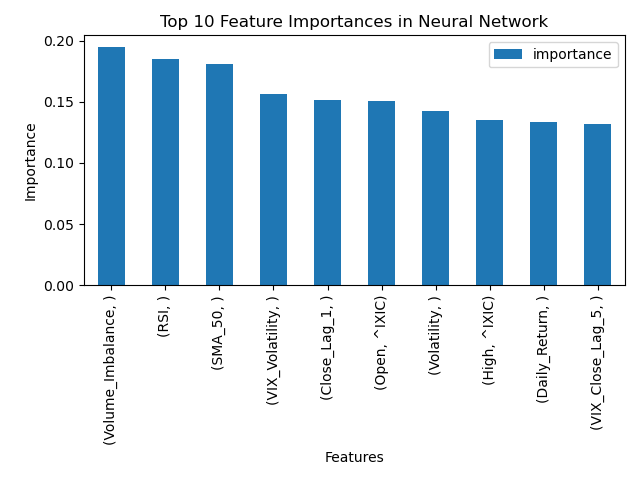 Top 10 Feature Importances in Neural Network
importance
Importance
0.20
0.15
0.10
0.05
0.00
(Volume_Imbalance, )
(RSI, )
(SMA_50, )
(VIX_Volatility, )
(Close_Lag_1, )
(Open, ^IXIC)
(Volatility, )
(High, ^IXIC)
(Daily_Return, )
(VIX_Close_Lag_5, )
Features